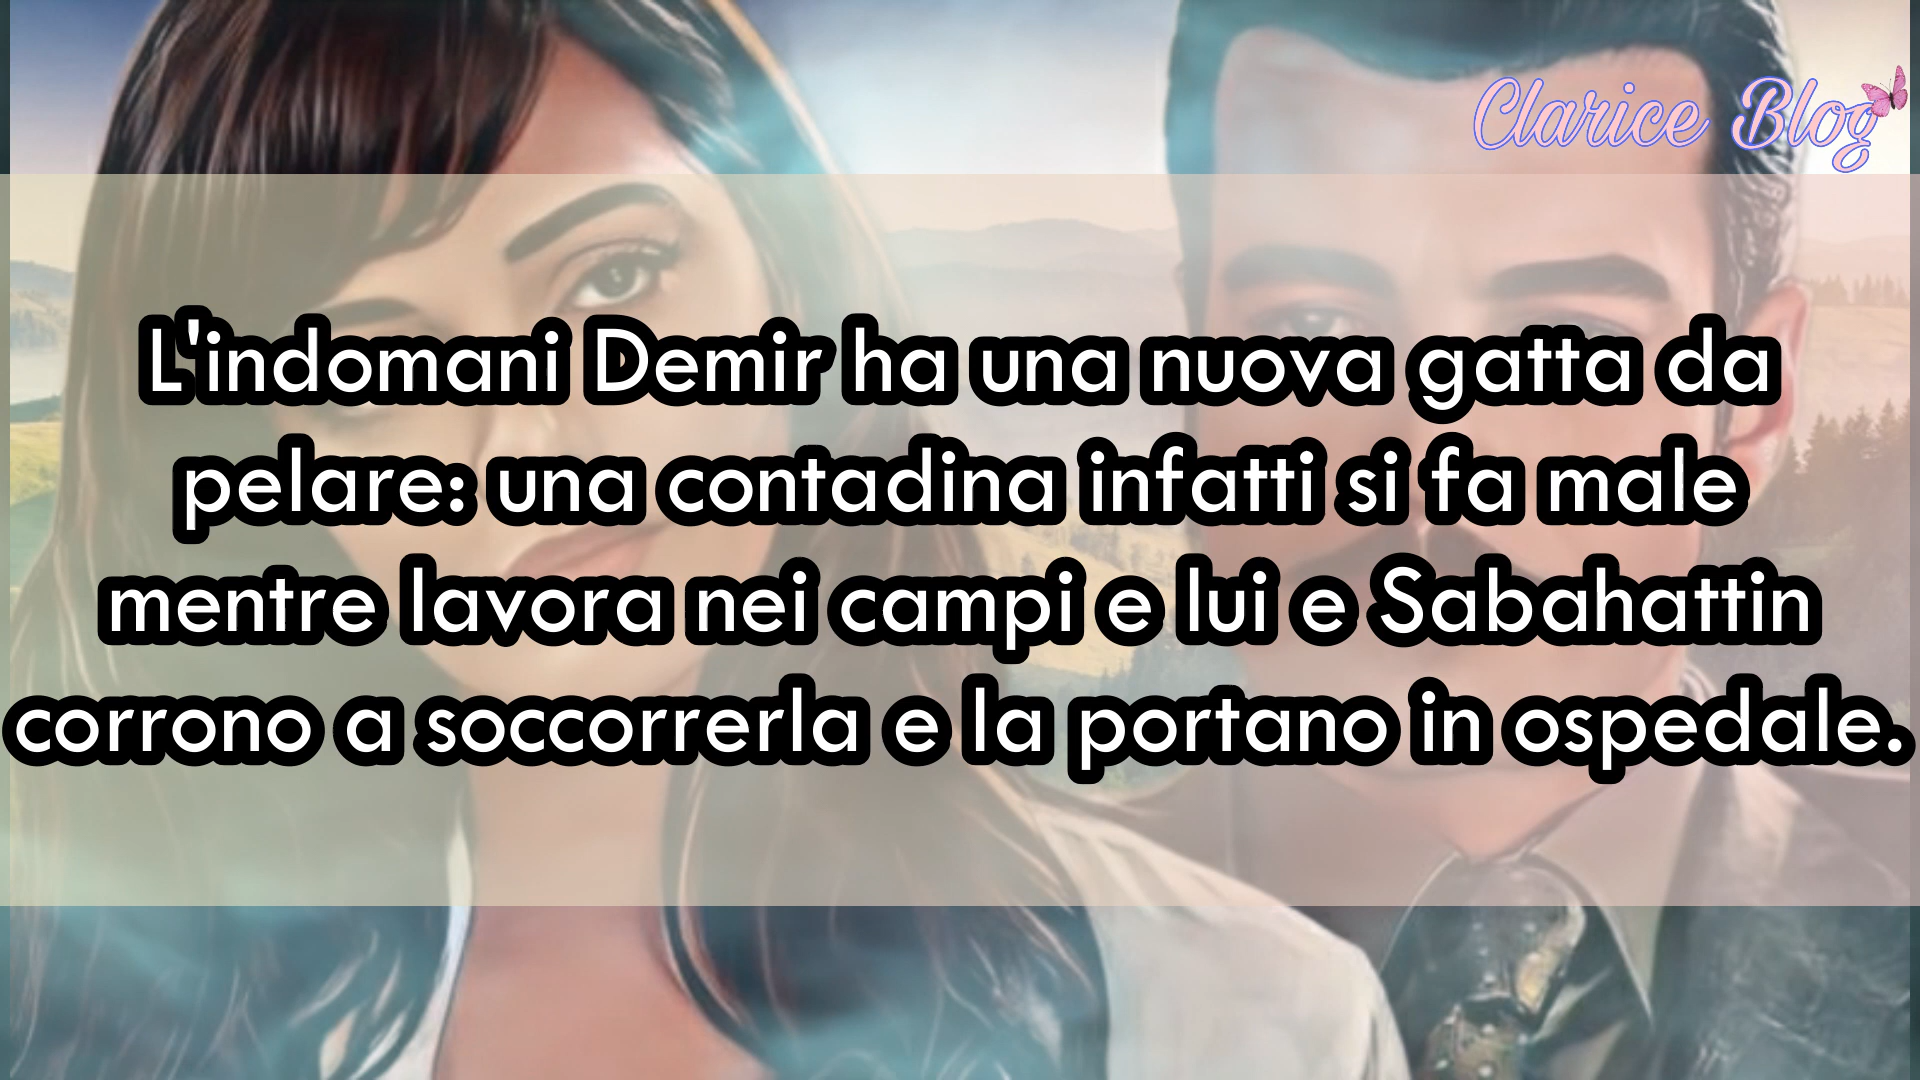 Clarice Blog
L'indomani Demir ha una nuova gatta da
pelare: una contadina infatti si fa male
mentre lavora nei campi e lui e Sabahattin
corrono a soccorrerla e la portano in ospedale.